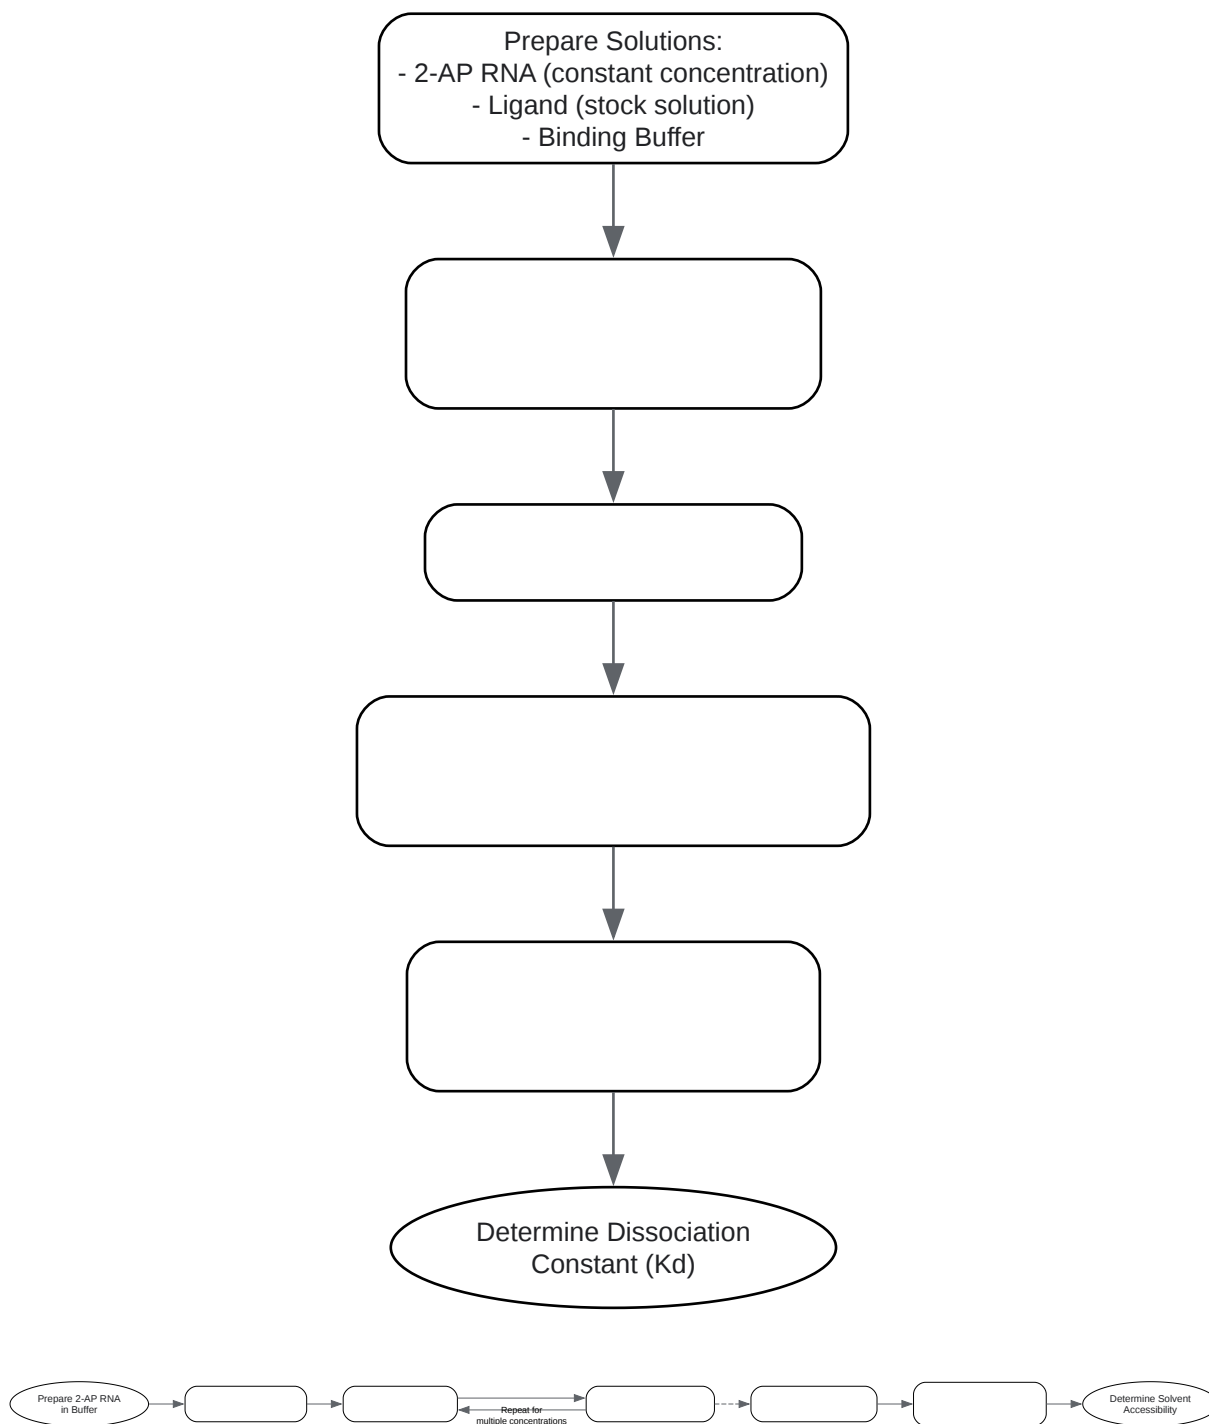 Prepare Solutions:
- 2-AP RNA (constant concentration)
- Ligand (stock solution)
- Binding Buffer
Determine Dissociation
Constant (Kd)
Prepare 2-AP RNA
in Buffer
Repeat for
multiple concentrations
Determine Solvent
Accessibility